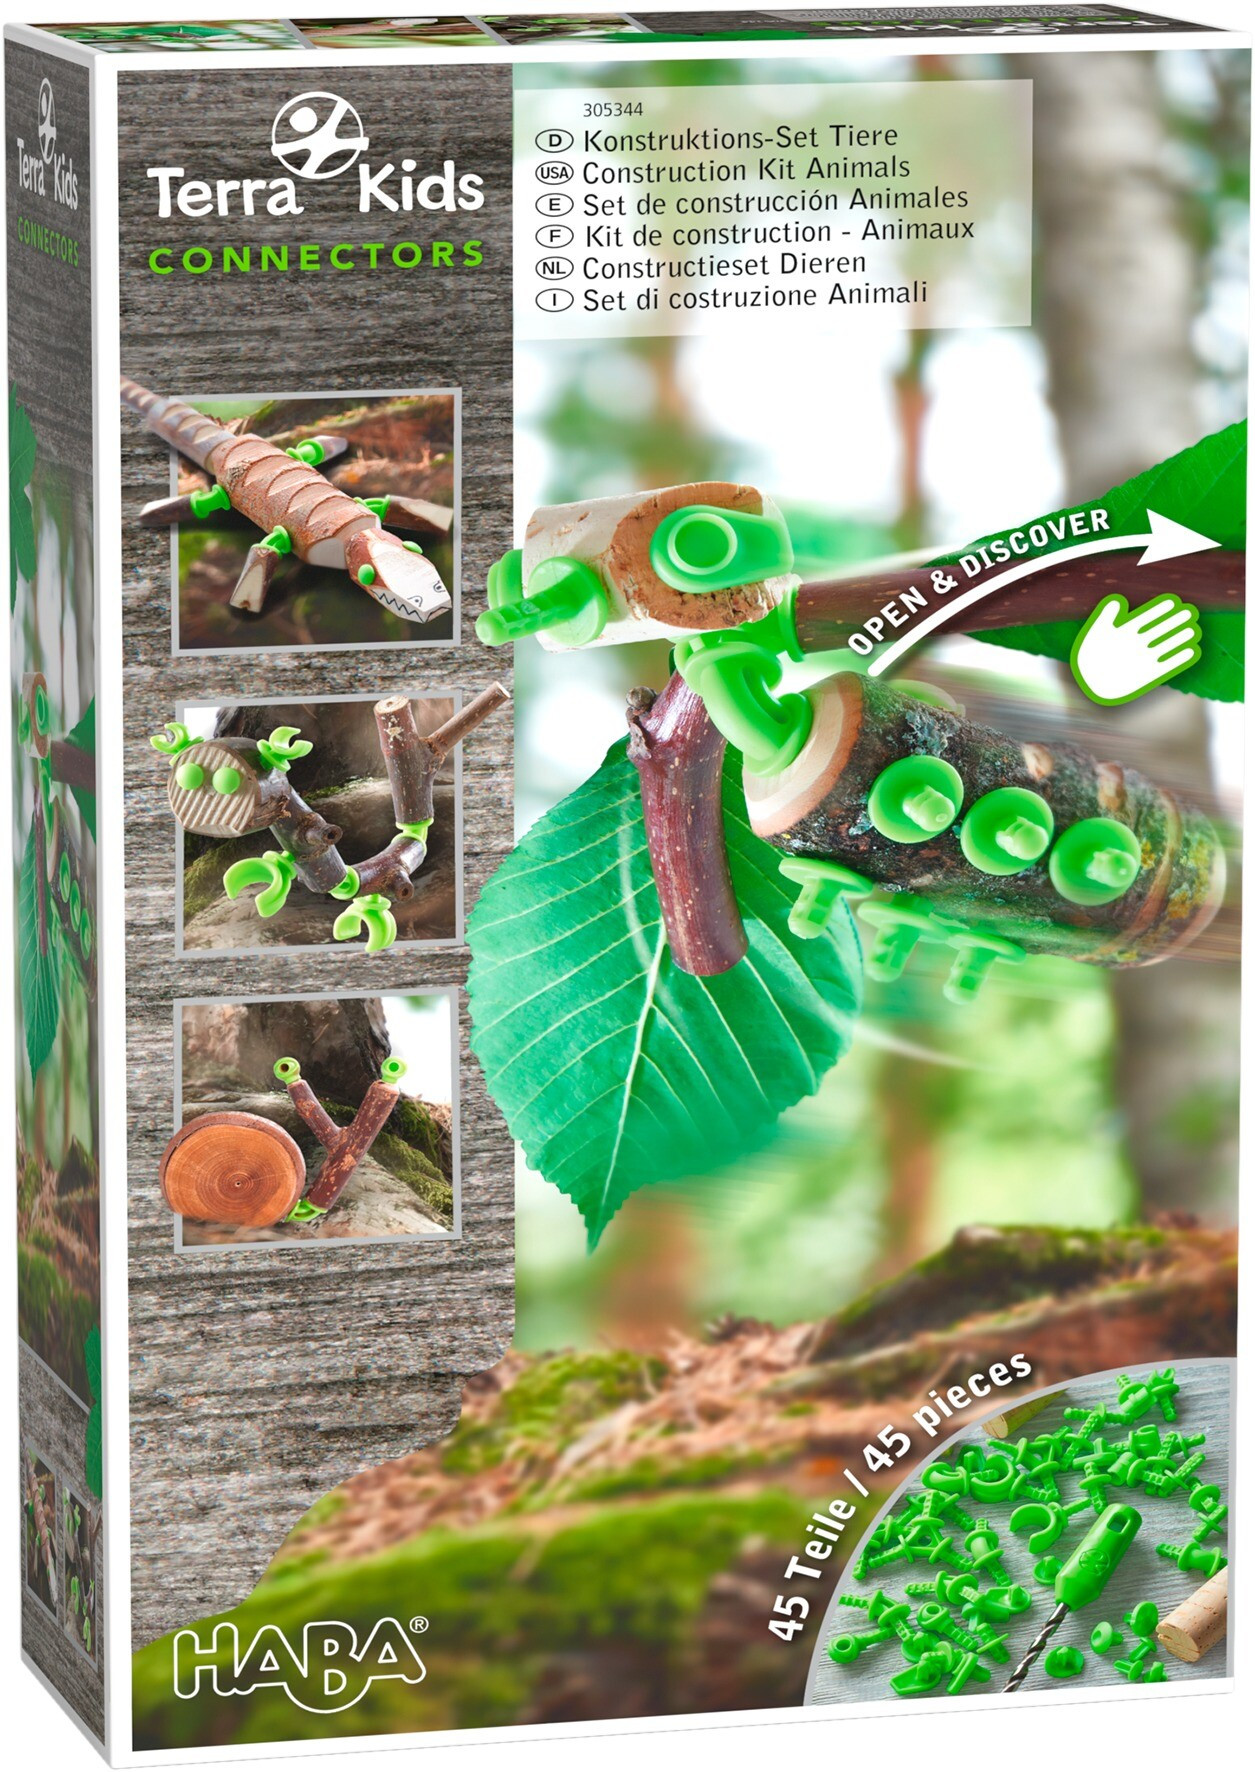 Terra Kids
CONNECTORS
305344
D Konstruktions-Set Tiere
USA Construction Kit Animals
E Set de construcción Animales
F Kit de construction - Animaux
NL Constructieset Dieren
I Set di costruzione Animali
OPEN & DISCOVER
45 Teile / 45 pieces
HABA®
Terra Kids
CONNECTORS